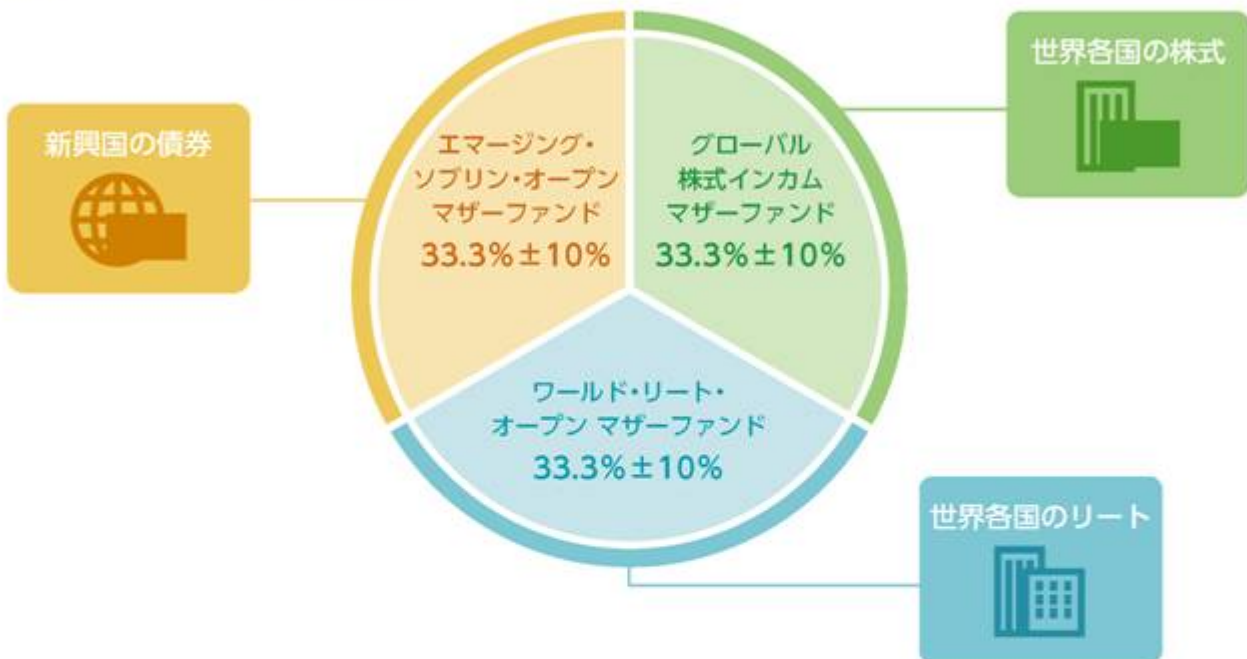 世界各国の株式
新興国の債券
エマージング・
ソブリン・オープン
マザーファンド
33.3%±10%
グローバル
株式インカム
マザーファンド
33.3%±10%
ワールド・リート・
オープン マザーファンド
33.3%±10%
世界各国のリート